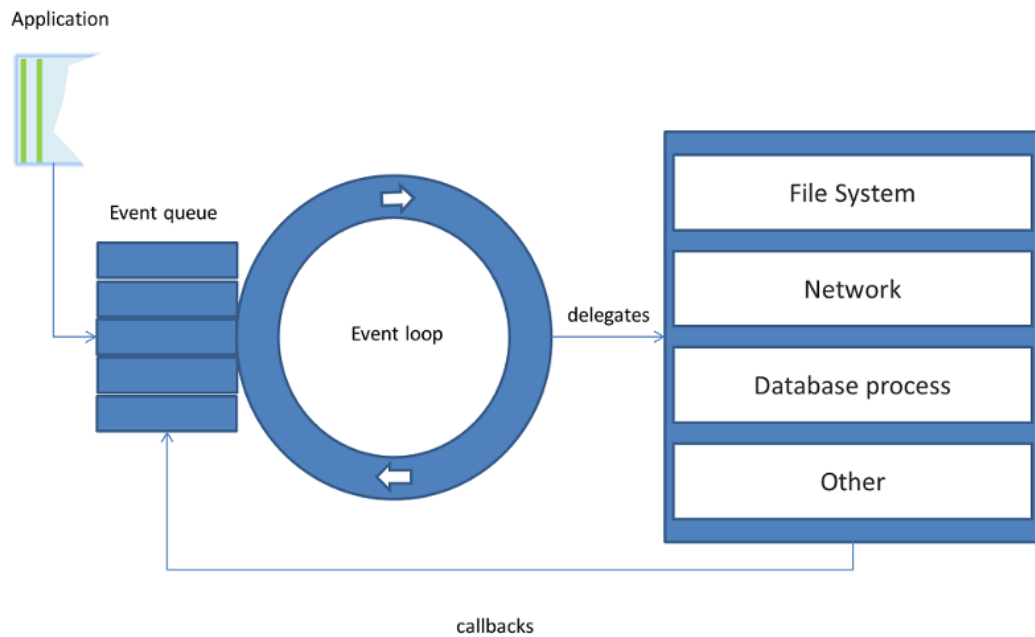 Application
Event queue
Event loop
delegates
File System
Network
Database process
Other
callbacks